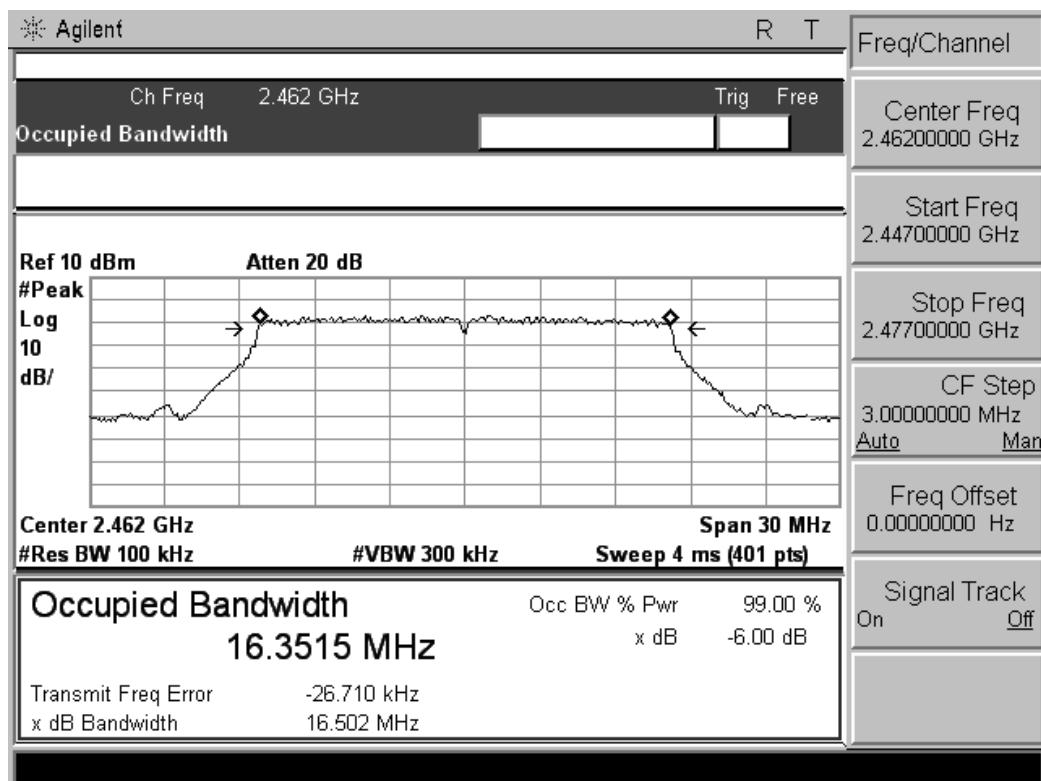 Agilent R T
Ch Freq 2.462 GHz Trig Free
Occupied Bandwidth
Ref 10 dBm Atten 20 dB
#Peak
Log
10
dB/
Center 2.462 GHz Span 30 MHz
#Res BW 100 kHz #VBW 300 kHz Sweep 4 ms (401 pts)
Occupied Bandwidth
16.3515 MHz
Occ BW % Pwr 99.00 %
x dB -6.00 dB
Transmit Freq Error -26.710 kHz
x dB Bandwidth 16.502 MHz
Freq/Channel
Center Freq
2.46200000 GHz
Start Freq
2.44700000 GHz
Stop Freq
2.47700000 GHz
CF Step
3.00000000 MHz
Auto Man
Freq Offset
0.00000000 Hz
Signal Track
On Off